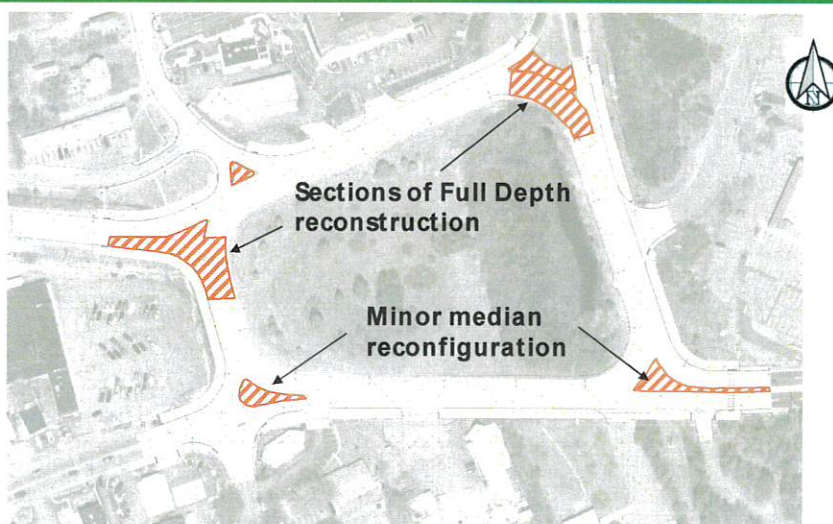 N
Sections of Full Depth
reconstruction
Minor median
reconfiguration